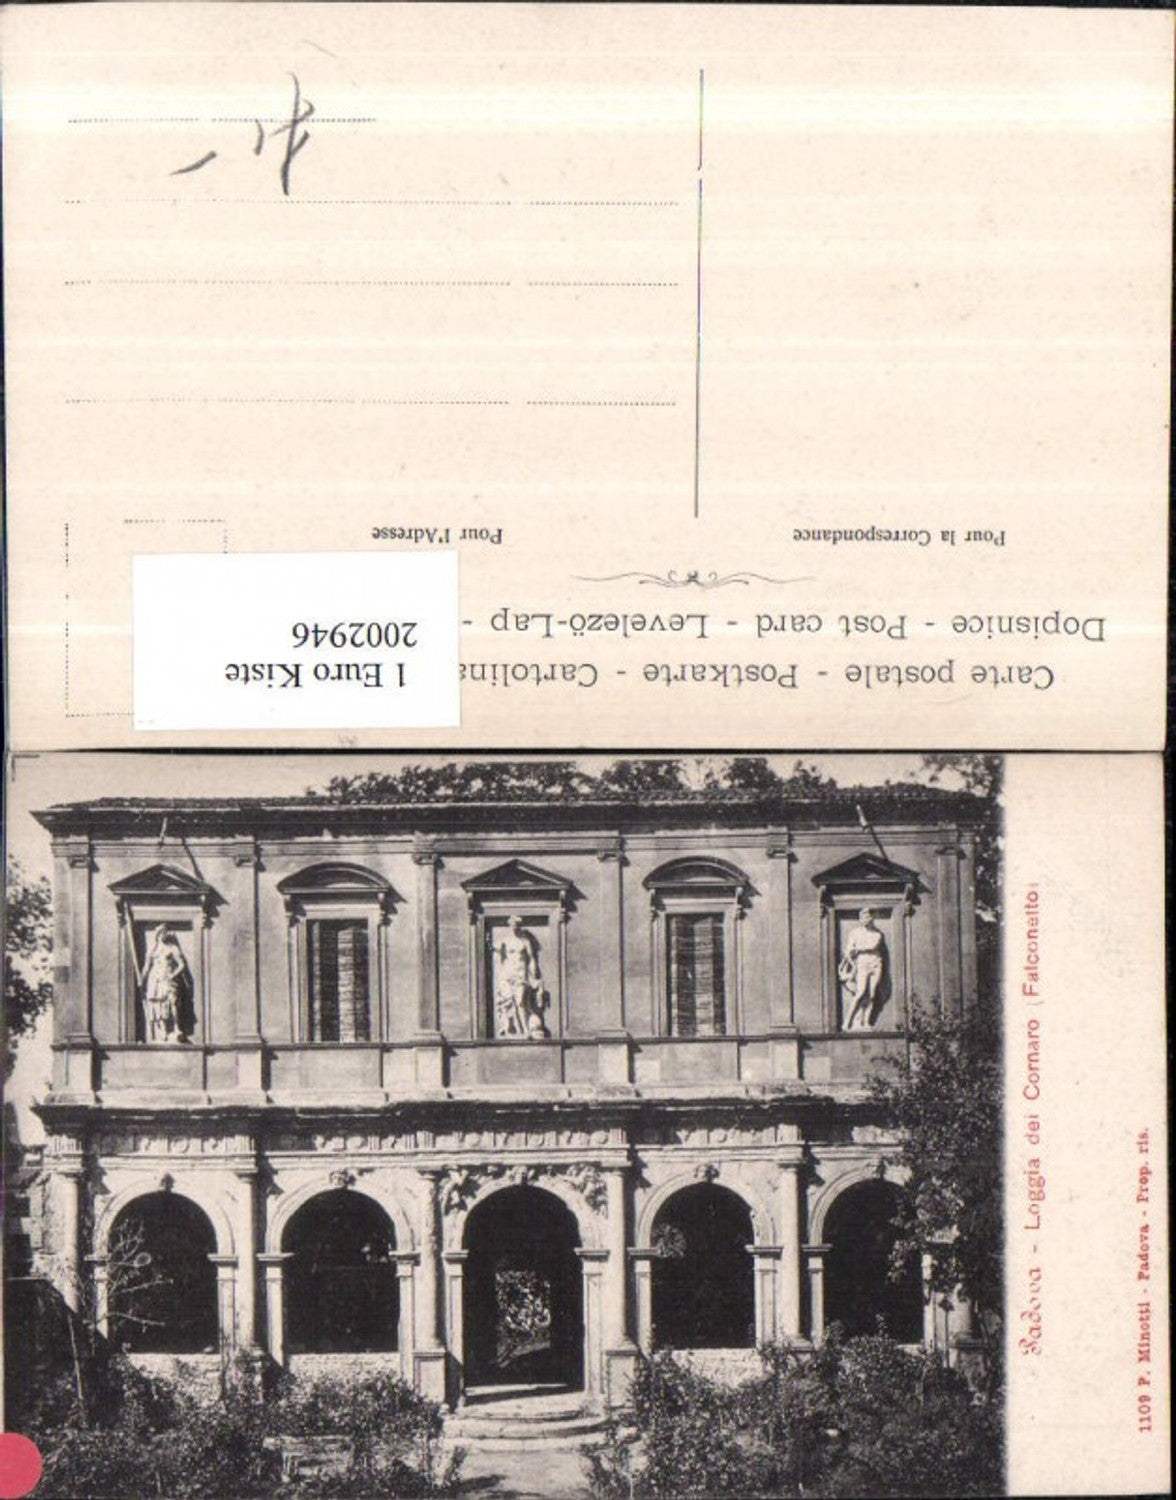 Carte postale - Postkarte - Cartolina
Dopisnice - Post card - Levelezö-Lap -
Pour la Correspondance
Pour l'Adresse
1 Euro Kiste
2002946
Padova - Loggia dei Cornaro (Falconetto)
1109 P. Minotti - Padova - Prop. ris.